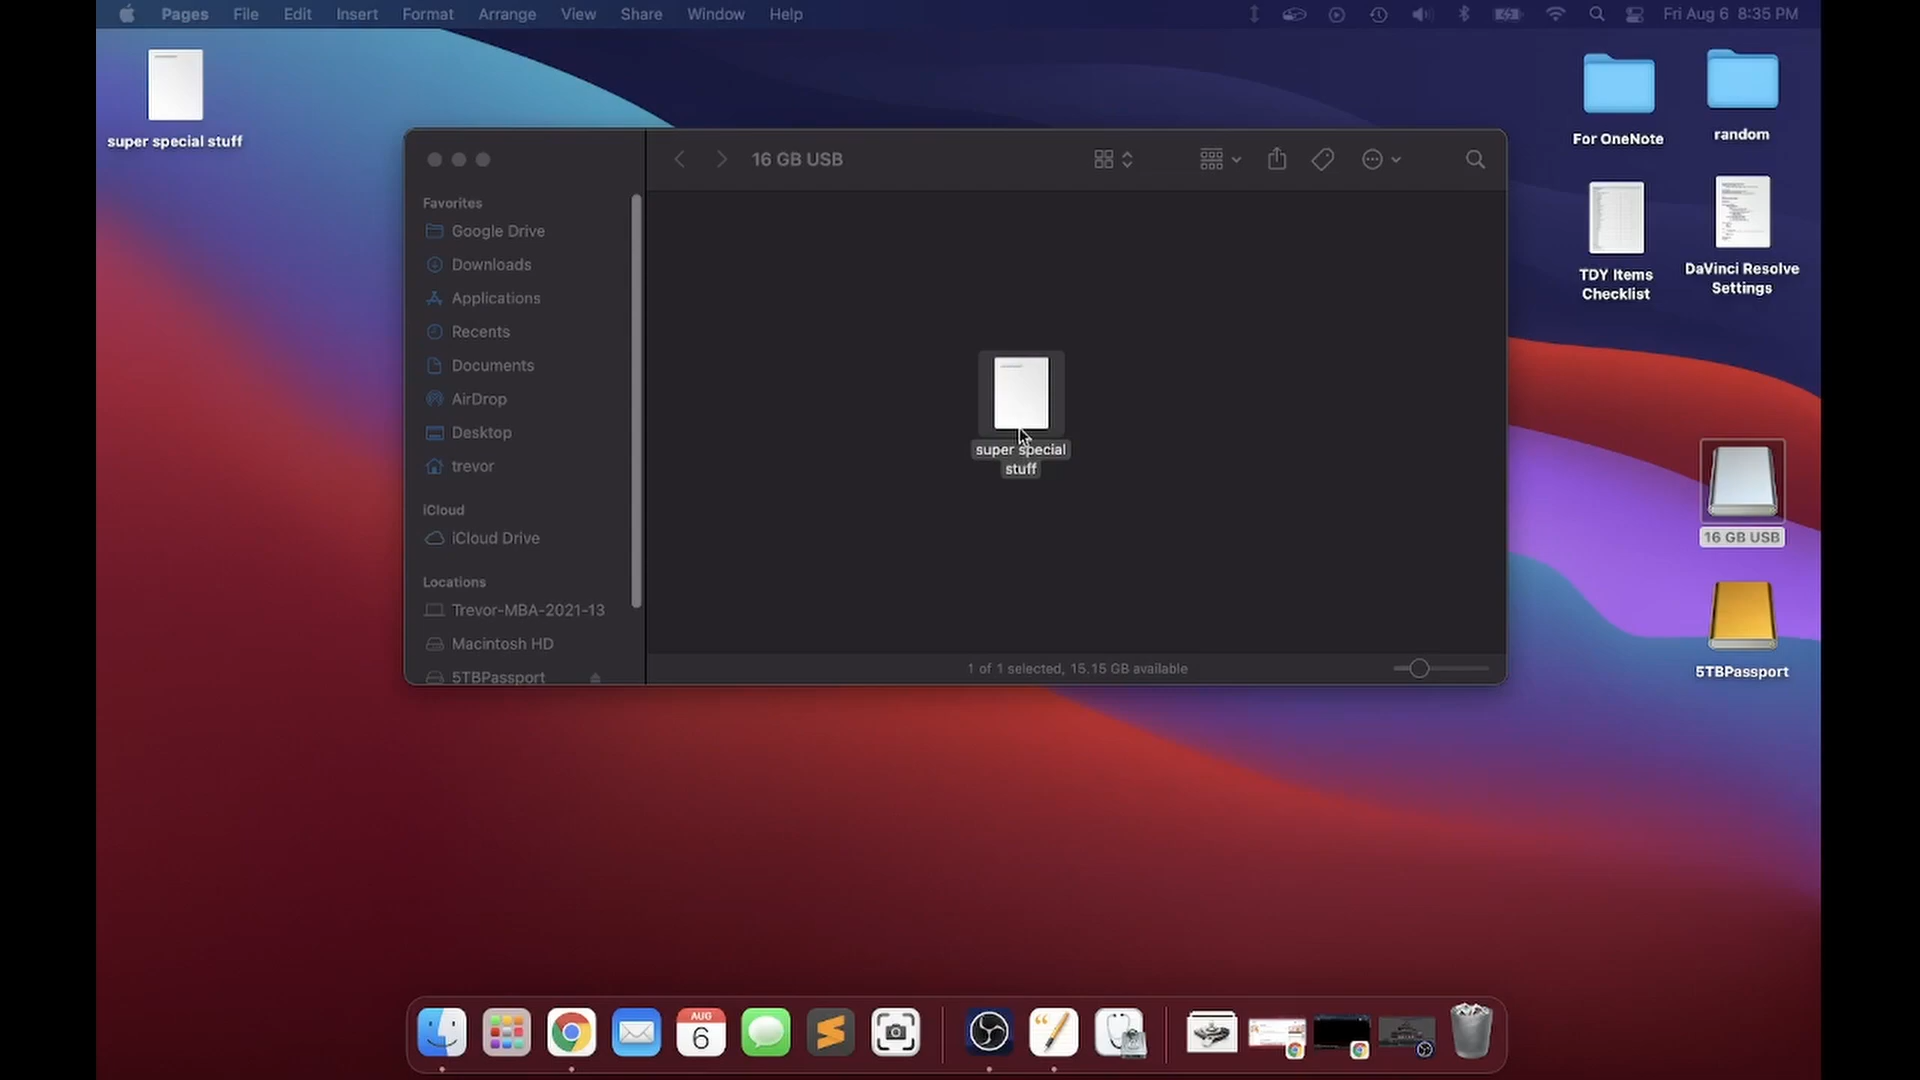 Pages File Edit Insert Format Arrange View Share Window Help
Fri Aug 6 8:35 PM
super special stuff
For OneNote
random
TDY Items
Checklist
DaVinci Resolve
Settings
16 GB USB
5TBPassport
16 GB USB
Favorites
Google Drive
Downloads
Applications
Recents
Documents
AirDrop
Desktop
trevor
iCloud
iCloud Drive
Locations
Trevor-MBA-2021-13
Macintosh HD
5TBPassport
super special
stuff
1 of 1 selected, 15.15 GB available
AUG
6